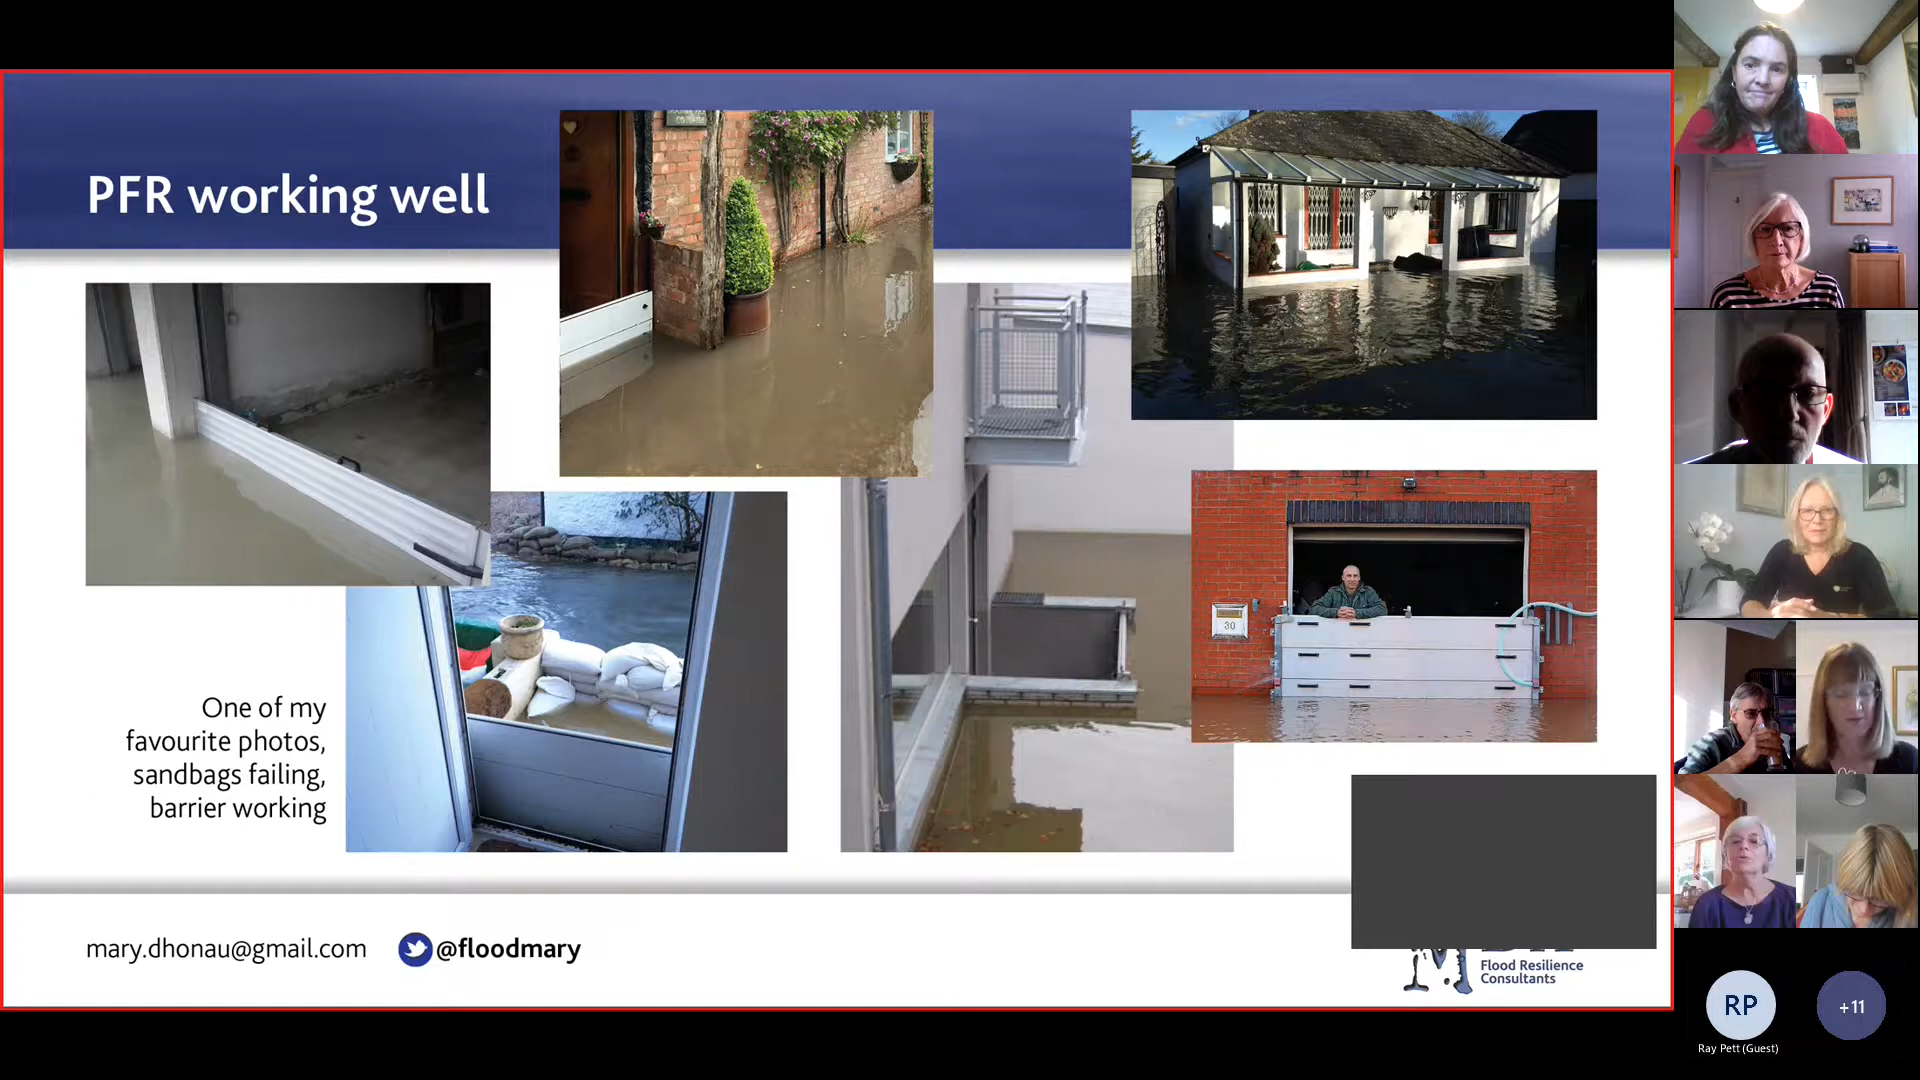 PFR working well
One of my
favourite photos,
sandbags failing,
barrier working
30
mary.dhonau@gmail.com
@floodmary
Flood Resilience
Consultants
RP
+11
Ray Pett (Guest)